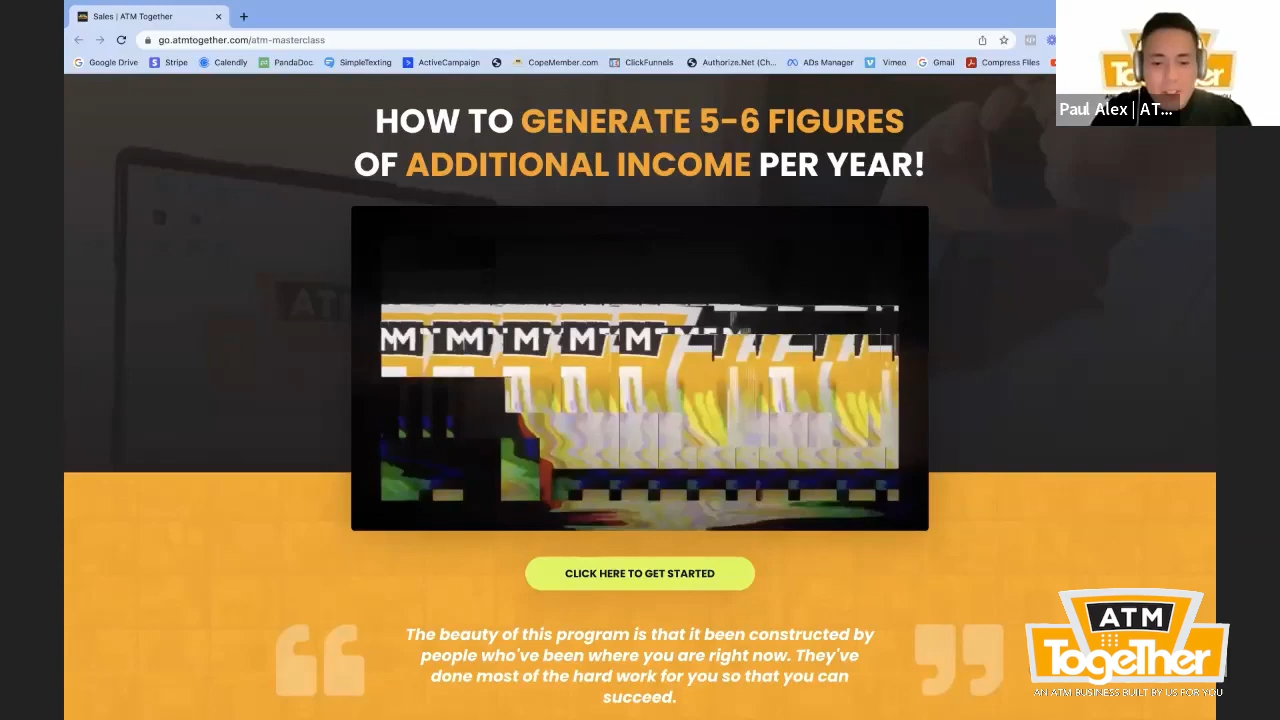 Sales | ATM Together
go.atmtogether.com/atm-masterclass
Google Drive Stripe Calendly PandaDoc SimpleTexting ActiveCampaign CopeMember.com ClickFunnels Authorize.Net (Ch... ADs Manager Vimeo Gmail Compress Files
Paul Alex | AT...
HOW TO GENERATE 5-6 FIGURES
OF ADDITIONAL INCOME PER YEAR!
CLICK HERE TO GET STARTED
The beauty of this program is that it been constructed by
people who've been where you are right now. They've
done most of the hard work for you so that you can
succeed.
ATM
TogeTher
AN ATM BUSINESS BUILT BY US FOR YOU